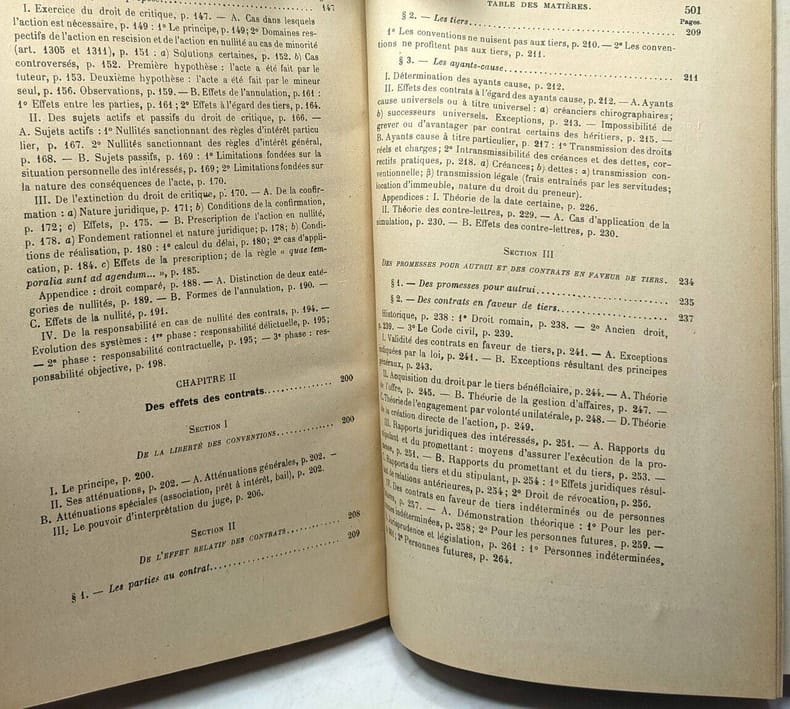 147
I. Exercice du droit de critique, p. 147. — A. Cas dans lesquels
l'action est nécessaire, p. 149 : 1° Le principe, p. 149; 2° Domaines res-
pectifs de l'action en rescision et de l'action en nullité au cas de minorité
(art. 1305 et 1311), p. 151 : a) Solutions certaines, p. 152. b) Cas
controversés, p. 152. Première hypothèse : l'acte a été fait par le
tuteur, p. 153. Deuxième hypothèse : l'acte a été fait par le mineur
seul, p. 156. Observations, p. 159. — B. Effets de l'annulation, p. 161 :
1° Effets entre les parties, p. 161 ; 2° Effets à l'égard des tiers, p. 164.
II. Des sujets actifs et passifs du droit de critique, p. 166. —
A. Sujets actifs : 1° Nullités sanctionnant des règles d'intérêt particu
lier, p. 167. 2° Nullités sanctionnant des règles d'intérêt général,
p. 168. — B. Sujets passifs, p. 169 : 1° Limitations fondées sur la
situation personnelle des intéressés, p. 169; 2° Limitations fondées sur
la nature des conséquences de l'acte, p. 170.
III. De l'extinction du droit de critique, p. 170. — A. De la confir-
mation : a) Nature juridique, p. 171; b) Conditions de la confirmation,
p. 172; c) Effets, p. 175. — B. Prescription de l'action en nullité,
p. 178. a) Fondement rationnel et nature juridique; p. 178; b) Condi-
tions de réalisation, p. 180 : 1° calcul du délai, p. 180; 2° cas d'appli-
cation, p. 184. c) Effets de la prescription; de la règle « quae tem-
poralia sunt ad agendum... », p. 185.
Appendice : droit comparé, p. 188. — A. Distinction de deux caté-
gories de nullités, p. 189. — B. Formes de l'annulation, p. 190. —
C. Effets de la nullité, p. 191.
IV. De la responsabilité en cas de nullité des contrats, p. 194. —
Evolution des systèmes : 1re phase : responsabilité délictuelle, p. 195;
— 2e phase : responsabilité contractuelle, p. 195; — 3e phase : res-
ponsabilité objective, p. 198.
CHAPITRE II
Des effets des contrats.............. 200
SECTION I
DE LA LIBERTÉ DES CONVENTIONS............ 200
I. Le principe, p. 200.
II. Ses atténuations, p. 202. — A. Atténuations générales, p. 202. —
B. Atténuations spéciales (association, prêt à intérêt, bail), p. 202.
III. Le pouvoir d'interprétation du juge, p. 206.
SECTION II
DE L'EFFET RELATIF DES CONTRATS............ 208
§ 1. — Les parties au contrat.................. 209
TABLE DES MATIÈRES. 501
Pages.
§ 2. — Les tiers.................. 209
1° Les conventions ne nuisent pas aux tiers, p. 210. — 2° Les conven-
tions ne profitent pas aux tiers, p. 211.
§ 3. — Les ayants-cause.................. 211
I. Détermination des ayants cause, p. 212.
II. Effets des contrats à l'égard des ayants cause, p. 212. — A. Ayants
cause universels ou à titre universel : a) créanciers chirographaires;
b) successeurs universels. Exceptions, p. 213. — Impossibilité de
grever ou d'avantager par contrat certains des héritiers, p. 215. —
B. Ayants cause à titre particulier, p. 217 : 1° Transmission des droits
réels et charges; 2° Intransmissibilité des créances et des dettes, cor-
rectifs pratiques, p. 218. a) Créances; b) dettes : a) transmission con-
ventionnelle; β) transmission légale (frais entraînés par les servitudes;
location d'immeuble, nature du droit du preneur).
Appendices : I. Théorie de la date certaine, p. 226.
II. Théorie des contre-lettres, p. 229. — A. Cas d'application de la
simulation, p. 230. — B. Effets des contre-lettres, p. 230.
SECTION III
DES PROMESSES POUR AUTRUI ET DES CONTRATS EN FAVEUR DE TIERS. 234
§ 1. — Des promesses pour autrui.................. 235
§ 2. — Des contrats en faveur de tiers.............. 237
Historique, p. 238 : 1° Droit romain, p. 238. — 2° Ancien droit,
p. 239. — 3° Le Code civil, p. 239.
I. Validité des contrats en faveur de tiers, p. 241. — A. Exceptions
indiquées par la loi, p. 241. — B. Exceptions résultant des principes
généraux, p. 243.
II. Acquisition du droit par le tiers bénéficiaire, p. 244. — A. Théorie
de l'offre, p. 245. — B. Théorie de la gestion d'affaires, p. 247. —
C. Théorie de l'engagement par volonté unilatérale, p. 248. — D. Théorie
de la création directe de l'action, p. 249.
III. Rapports juridiques des intéressés, p. 251. — A. Rapports du
stipulant et du promettant : moyens d'assurer l'exécution de la pro-
messe, p. 251. — B. Rapports du promettant et du tiers, p. 253. —
C. Rapports du tiers et du stipulant, p. 254 : 1° Effets juridiques résul-
tant de relations antérieures, p. 254; 2° Droit de révocation, p. 256.
IV. Des contrats en faveur de tiers indéterminés ou de personnes
futures, p. 257. — A. Démonstration théorique : 1° Pour les per-
sonnes indéterminées, p. 258; 2° Pour les personnes futures, p. 259. —
Jurisprudence et législation, p. 261 : 1° Personnes indéterminées,
p. 261; 2° Personnes futures, p. 264.